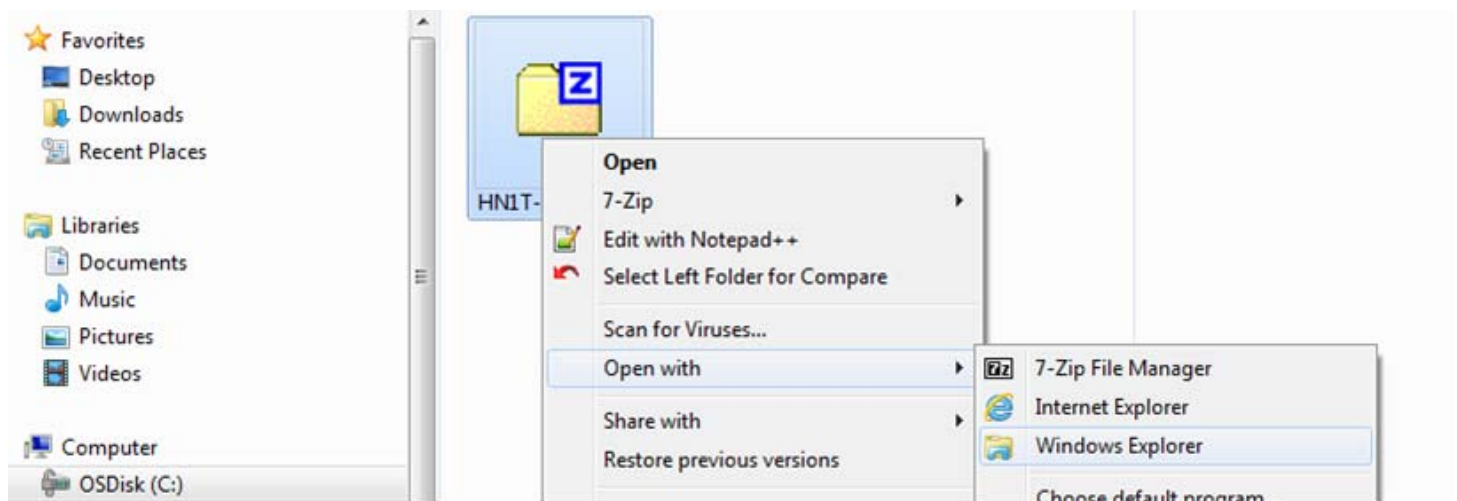 Favorites
Desktop
Downloads
Recent Places
Libraries
Documents
Music
Pictures
Videos
Computer
OSDisk (C:)
Z
HN1T-
Open
7-Zip
Edit with Notepad++
Select Left Folder for Compare
Scan for Viruses...
Open with
Share with
Restore previous versions
7z
7-Zip File Manager
Internet Explorer
Windows Explorer
Choose default program